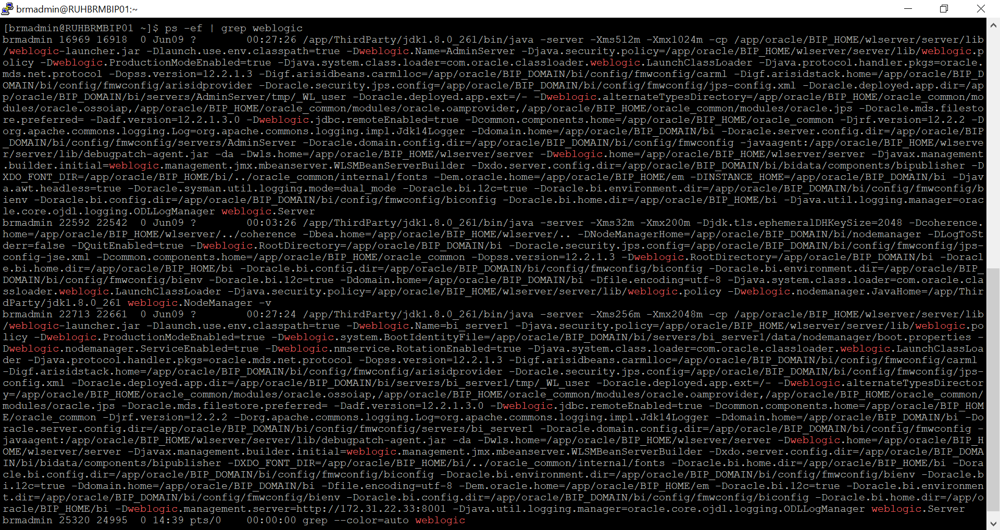 brmadmin@RUHBRMBIP01:~
[brmadmin@RUHBRMBIP01 ~]$ ps -ef | grep weblogic
brmadmin 16969 16918  0 Jun09 ?        00:27:26 /app/ThirdParty/jdk1.8.0_261/bin/java -server -Xms512m -Xmx1024m -cp /app/oracle/BIP_HOME/wlserver/server/lib
/weblogic-launcher.jar -Dlaunch.use.env.classpath=true -Dweblogic.Name=AdminServer -Djava.security.policy=/app/oracle/BIP_HOME/wlserver/server/lib/weblogic.p
olicy -Dweblogic.ProductionModeEnabled=true -Djava.system.class.loader=com.oracle.classloader.weblogic.LaunchClassLoader -Djava.protocol.handler.pkgs=oracle.
mds.net.protocol -Dopss.version=12.2.1.3 -Digf.arisidbeans.carmlloc=/app/oracle/BIP_DOMAIN/bi/config/fmwconfig/carml -Digf.arisidstack.home=/app/oracle/BIP_D
OMAIN/bi/config/fmwconfig/arisidprovider -Doracle.security.jps.config=/app/oracle/BIP_DOMAIN/bi/config/fmwconfig/jps-config.xml -Doracle.deployed.app.dir=/ap
p/oracle/BIP_DOMAIN/bi/servers/AdminServer/tmp/_WL_user -Doracle.deployed.app.ext=/- -Dweblogic.alternateTypesDirectory=/app/oracle/BIP_HOME/oracle_common/mo
dules/oracle.ossoiap,/app/oracle/BIP_HOME/oracle_common/modules/oracle.oamprovider,/app/oracle/BIP_HOME/oracle_common/modules/oracle.jps -Doracle.mds.filesto
re.preferred= -Dadf.version=12.2.1.3.0 -Dweblogic.jdbc.remoteEnabled=true -Dcommon.components.home=/app/oracle/BIP_HOME/oracle_common -Djrf.version=12.2.2 -D
org.apache.commons.logging.Log=org.apache.commons.logging.impl.Jdk14Logger -Ddomain.home=/app/oracle/BIP_DOMAIN/bi -Doracle.server.config.dir=/app/oracle/BIP
_DOMAIN/bi/config/fmwconfig/servers/AdminServer -Doracle.domain.config.dir=/app/oracle/BIP_DOMAIN/bi/config/fmwconfig -javaagent:/app/oracle/BIP_HOME/wlserve
r/server/lib/debugpatch-agent.jar -da -Dwls.home=/app/oracle/BIP_HOME/wlserver/server -Dweblogic.home=/app/oracle/BIP_HOME/wlserver/server -Djavax.management
.builder.initial=weblogic.management.jmx.mbeanserver.WLSMBeanServerBuilder -Dxdo.server.config.dir=/app/oracle/BIP_DOMAIN/bi/bidata/components/bipublisher -D
XDO_FONT_DIR=/app/oracle/BIP_HOME/bi/../oracle_common/internal/fonts -Dem.oracle.home=/app/oracle/BIP_HOME/em -DINSTANCE_HOME=/app/oracle/BIP_DOMAIN/bi -Djav
a.awt.headless=true -Doracle.sysman.util.logging.mode=dual_mode -Doracle.bi.12c=true -Doracle.bi.environment.dir=/app/oracle/BIP_DOMAIN/bi/config/fmwconfig/b
ienv -Doracle.bi.config.dir=/app/oracle/BIP_DOMAIN/bi/config/fmwconfig/biconfig -Doracle.bi.home.dir=/app/oracle/BIP_HOME/bi -Djava.util.logging.manager=orac
le.core.ojdl.logging.ODLLogManager weblogic.Server
brmadmin 22592 22542  0 Jun09 ?        00:03:26 /app/ThirdParty/jdk1.8.0_261/bin/java -server -Xms32m -Xmx200m -Djdk.tls.ephemeralDHKeySize=2048 -Dcoherence.
home=/app/oracle/BIP_HOME/wlserver/../coherence -Dbea.home=/app/oracle/BIP_HOME/wlserver/.. -DNodeManagerHome=/app/oracle/BIP_DOMAIN/bi/nodemanager -DLogToSt
derr=false -DQuitEnabled=true -Dweblogic.RootDirectory=/app/oracle/BIP_DOMAIN/bi -Doracle.security.jps.config=/app/oracle/BIP_DOMAIN/bi/config/fmwconfig/jps-
config-jse.xml -Dcommon.components.home=/app/oracle/BIP_HOME/oracle_common -Dopss.version=12.2.1.3 -Dweblogic.RootDirectory=/app/oracle/BIP_DOMAIN/bi -Doracl
e.bi.home.dir=/app/oracle/BIP_HOME/bi -Doracle.bi.config.dir=/app/oracle/BIP_DOMAIN/bi/config/fmwconfig/biconfig -Doracle.bi.environment.dir=/app/oracle/BIP_
DOMAIN/bi/config/fmwconfig/bienv -Doracle.bi.12c=true -Ddomain.home=/app/oracle/BIP_DOMAIN/bi -Dfile.encoding=utf-8 -Djava.system.class.loader=com.oracle.cla
ssloader.weblogic.LaunchClassLoader -Djava.security.policy=/app/oracle/BIP_HOME/wlserver/server/lib/weblogic.policy -Dweblogic.nodemanager.JavaHome=/app/Thir
dParty/jdk1.8.0_261 weblogic.NodeManager -v
brmadmin 22713 22661  0 Jun09 ?        00:27:24 /app/ThirdParty/jdk1.8.0_261/bin/java -server -Xms256m -Xmx2048m -cp /app/oracle/BIP_HOME/wlserver/server/lib
/weblogic-launcher.jar -Dlaunch.use.env.classpath=true -Dweblogic.Name=bi_server1 -Djava.security.policy=/app/oracle/BIP_HOME/wlserver/server/lib/weblogic.po
licy -Dweblogic.ProductionModeEnabled=true -Dweblogic.system.BootIdentityFile=/app/oracle/BIP_DOMAIN/bi/servers/bi_server1/data/nodemanager/boot.properties -
Dweblogic.nodemanager.ServiceEnabled=true -Dweblogic.nmservice.RotationEnabled=true -Djava.system.class.loader=com.oracle.classloader.weblogic.LaunchClassLoa
der -Djava.protocol.handler.pkgs=oracle.mds.net.protocol -Dopss.version=12.2.1.3 -Digf.arisidbeans.carmlloc=/app/oracle/BIP_DOMAIN/bi/config/fmwconfig/carml
-Digf.arisidstack.home=/app/oracle/BIP_DOMAIN/bi/config/fmwconfig/arisidprovider -Doracle.security.jps.config=/app/oracle/BIP_DOMAIN/bi/config/fmwconfig/jps-
config.xml -Doracle.deployed.app.dir=/app/oracle/BIP_DOMAIN/bi/servers/bi_server1/tmp/_WL_user -Doracle.deployed.app.ext=/- -Dweblogic.alternateTypesDirector
y=/app/oracle/BIP_HOME/oracle_common/modules/oracle.ossoiap,/app/oracle/BIP_HOME/oracle_common/modules/oracle.oamprovider,/app/oracle/BIP_HOME/oracle_common/
modules/oracle.jps -Doracle.mds.filestore.preferred= -Dadf.version=12.2.1.3.0 -Dweblogic.jdbc.remoteEnabled=true -Dcommon.components.home=/app/oracle/BIP_HOM
E/oracle_common -Djrf.version=12.2.2 -Dorg.apache.commons.logging.Log=org.apache.commons.logging.impl.Jdk14Logger -Ddomain.home=/app/oracle/BIP_DOMAIN/bi -Do
racle.server.config.dir=/app/oracle/BIP_DOMAIN/bi/config/fmwconfig/servers/bi_server1 -Doracle.domain.config.dir=/app/oracle/BIP_DOMAIN/bi/config/fmwconfig -
javaagent:/app/oracle/BIP_HOME/wlserver/server/lib/debugpatch-agent.jar -da -Dwls.home=/app/oracle/BIP_HOME/wlserver/server -Dweblogic.home=/app/oracle/BIP_H
OME/wlserver/server -Djavax.management.builder.initial=weblogic.management.jmx.mbeanserver.WLSMBeanServerBuilder -Dxdo.server.config.dir=/app/oracle/BIP_DOMA
IN/bi/bidata/components/bipublisher -DXDO_FONT_DIR=/app/oracle/BIP_HOME/bi/../oracle_common/internal/fonts -Doracle.bi.home.dir=/app/oracle/BIP_HOME/bi -Dora
cle.bi.config.dir=/app/oracle/BIP_DOMAIN/bi/config/fmwconfig/biconfig -Doracle.bi.environment.dir=/app/oracle/BIP_DOMAIN/bi/config/fmwconfig/bienv -Doracle.b
i.12c=true -Ddomain.home=/app/oracle/BIP_DOMAIN/bi -Dfile.encoding=utf-8 -Dem.oracle.home=/app/oracle/BIP_HOME/em -Doracle.bi.12c=true -Doracle.bi.environmen
t.dir=/app/oracle/BIP_DOMAIN/bi/config/fmwconfig/bienv -Doracle.bi.config.dir=/app/oracle/BIP_DOMAIN/bi/config/fmwconfig/biconfig -Doracle.bi.home.dir=/app/o
racle/BIP_HOME/bi -Dweblogic.management.server=http://172.31.22.33:8001 -Djava.util.logging.manager=oracle.core.ojdl.logging.ODLLogManager weblogic.Server
brmadmin 25320 24995  0 14:39 pts/0    00:00:00 grep --color=auto weblogic